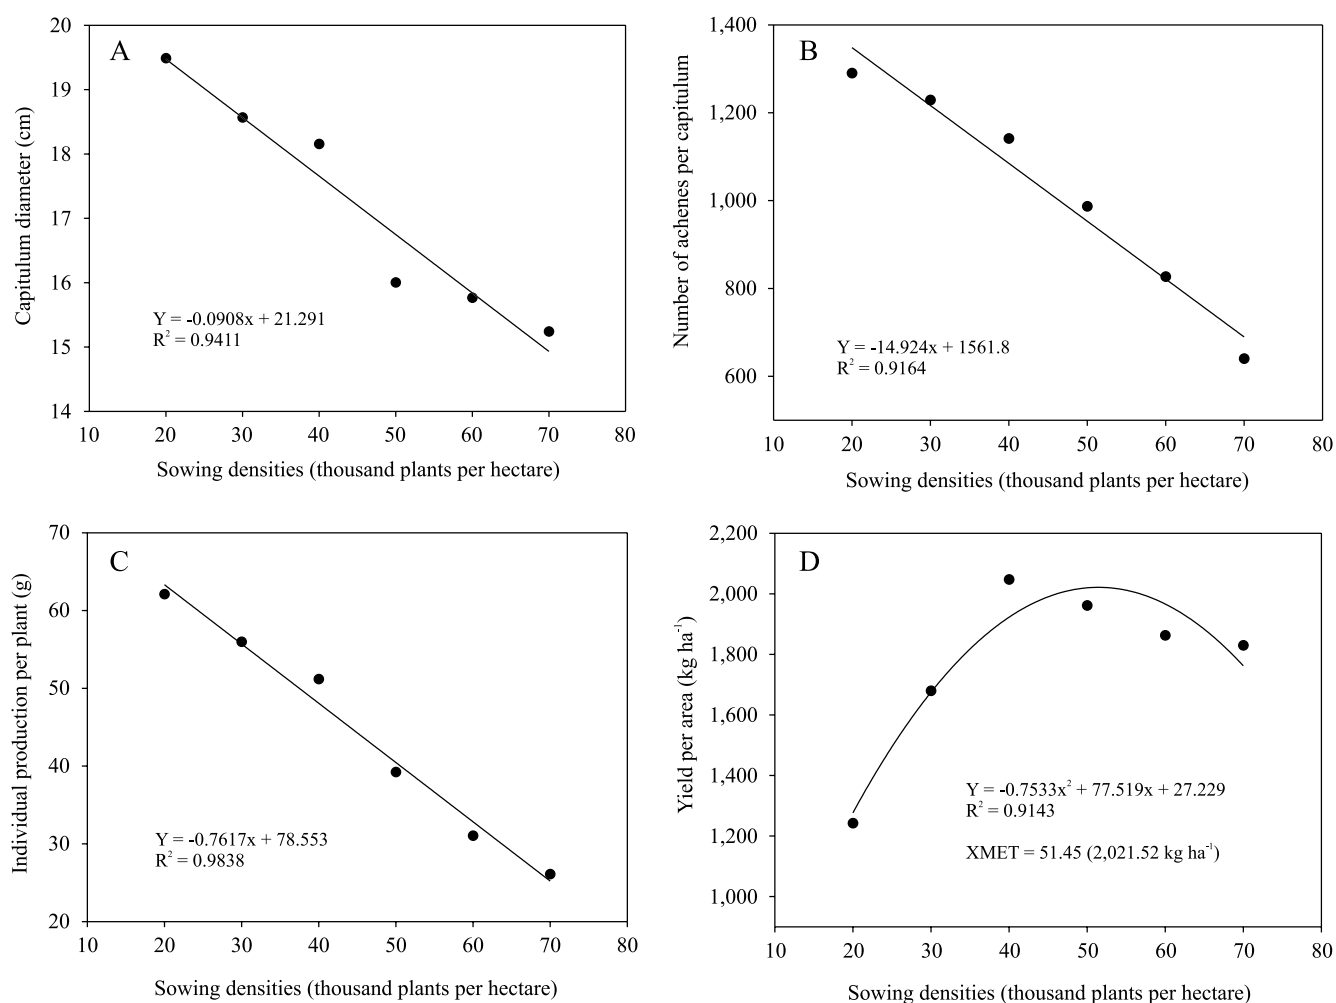 A
Capitulum diameter (cm)
20
19
18
17
16
15
14
Y = -0.0908x + 21.291
R² = 0.9411
10 20 30 40 50 60 70 80
Sowing densities (thousand plants per hectare)
B
Number of achenes per capitulum
1,400
1,200
1,000
800
600
Y = -14.924x + 1561.8
R² = 0.9164
10 20 30 40 50 60 70 80
Sowing densities (thousand plants per hectare)
C
Individual production per plant (g)
70
60
50
40
30
20
Y = -0.7617x + 78.553
R² = 0.9838
10 20 30 40 50 60 70 80
Sowing densities (thousand plants per hectare)
D
Yield per area (kg ha⁻¹)
2,200
2,000
1,800
1,600
1,400
1,200
1,000
Y = -0.7533x² + 77.519x + 27.229
R² = 0.9143
XMET = 51.45 (2,021.52 kg ha⁻¹)
10 20 30 40 50 60 70 80
Sowing densities (thousand plants per hectare)